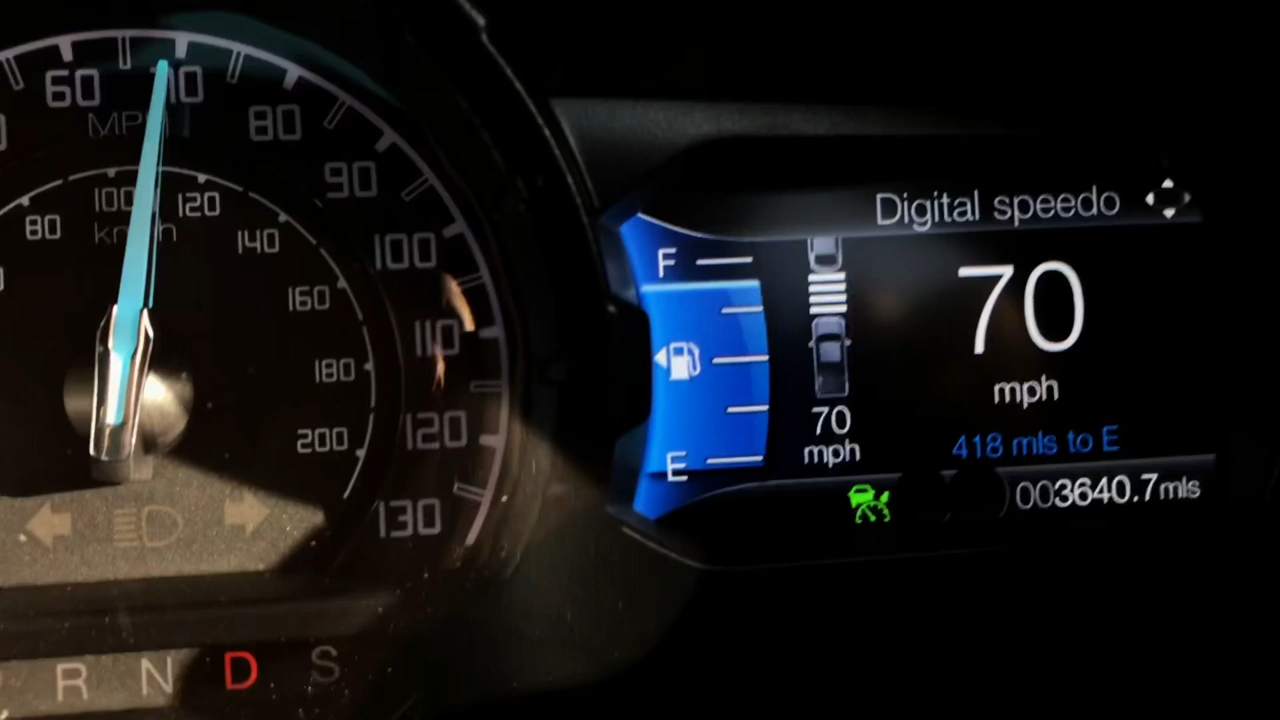 60
70
80
90
100
110
120
130
MPH
80
100
120
140
160
180
200
km/h
R N D S
Digital speedo
F
E
70
mph
70
mph
418 mls to E
003640.7mls